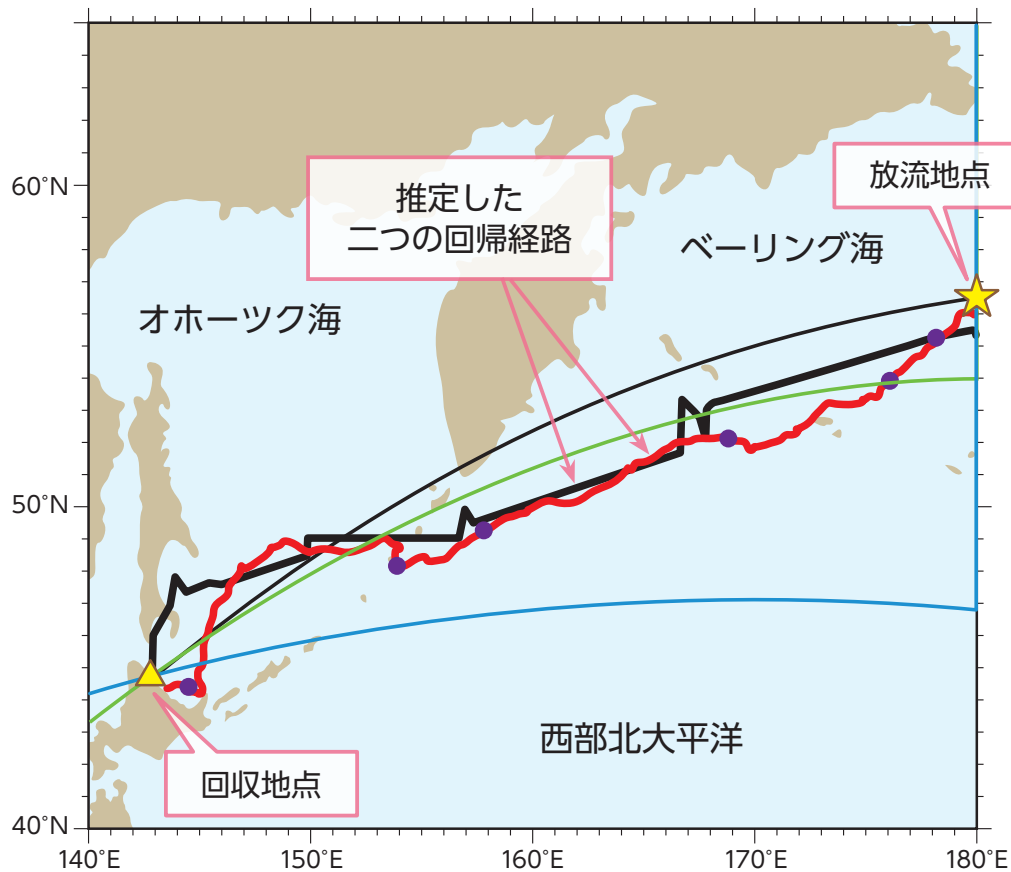 60°N
50°N
40°N
140°E
150°E
160°E
170°E
180°E
推定した
二つの回帰経路
放流地点
ベーリング海
オホーツク海
西部北太平洋
回収地点